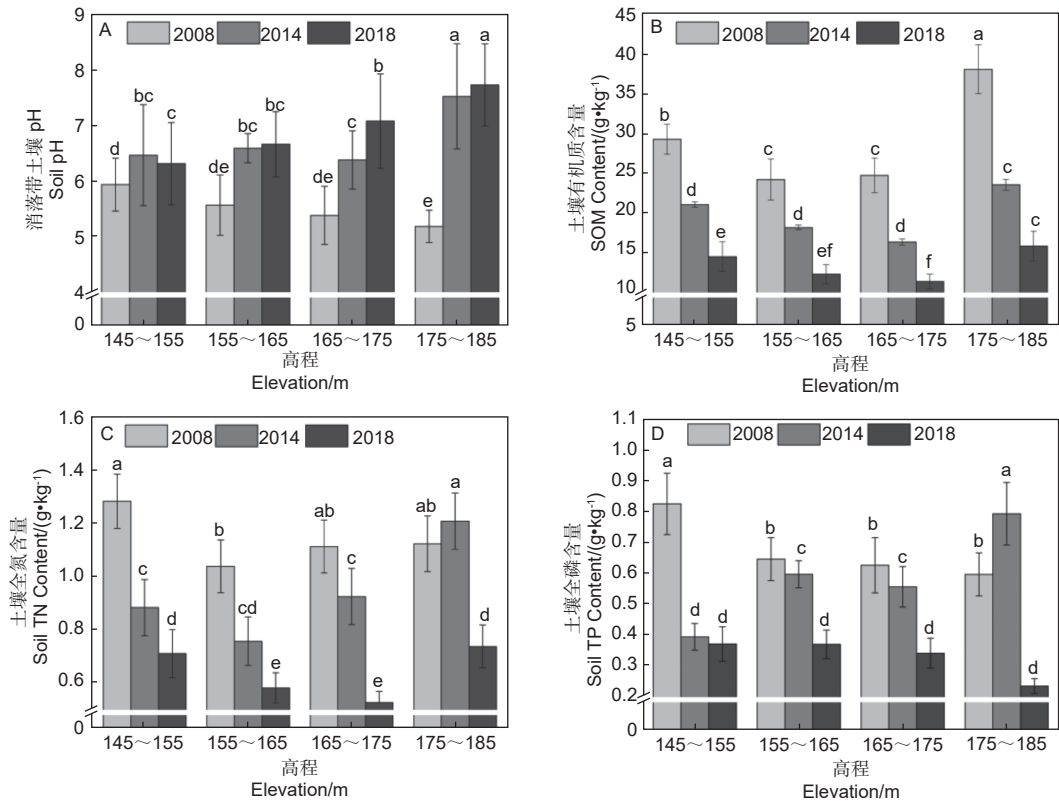 A
2008 2014 2018
9
8
7
6
5
4
0
消落带土壤 pH
Soil pH
d bc c
de bc bc
de c b
e a a
145～155 155～165 165～175 175～185
高程
Elevation/m
B
2008 2014 2018
45
40
35
30
25
20
15
10
5
土壤有机质含量
SOM Content/(g•kg⁻¹)
b d e
c d ef
c d f
a c c
145～155 155～165 165～175 175～185
高程
Elevation/m
C
2008 2014 2018
1.6
1.4
1.2
1.0
0.8
0.6
0
土壤全氮含量
Soil TN Content/(g•kg⁻¹)
a c d
b cd e
ab c e
ab a d
145～155 155～165 165～175 175～185
高程
Elevation/m
D
2008 2014 2018
1.1
1.0
0.9
0.8
0.7
0.6
0.5
0.4
0.3
0.2
0
土壤全磷含量
Soil TP Content/(g•kg⁻¹)
a d d
b c d
b c d
b a d
145～155 155～165 165～175 175～185
高程
Elevation/m